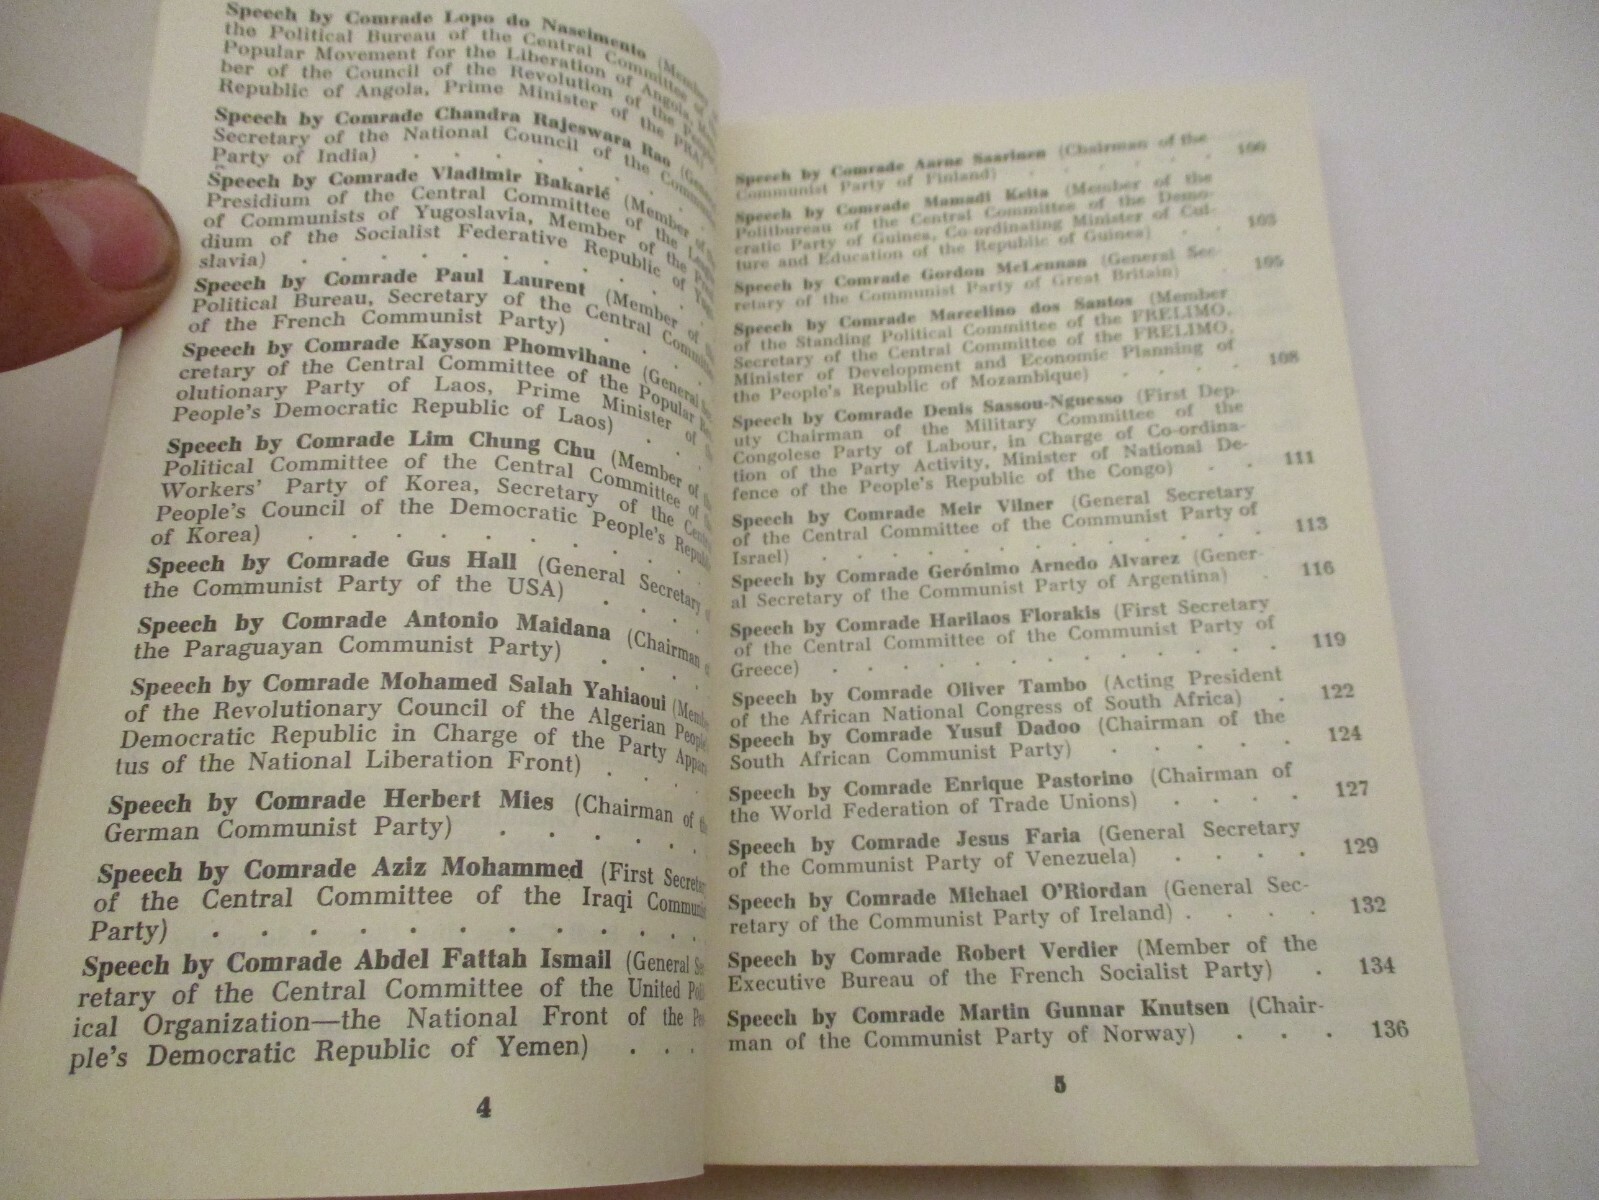 Speech by Comrade Lopo do Nascimento (Member
the Political Bureau of the Central Committee of
Popular Movement for the Liberation of Angola,
ber of the Council of the Revolution of the People's
Republic of Angola, Prime Minister of the PRA)
Speech by Comrade Chandra Rajeswara Rao
Secretary of the National Council of the
Party of India) . . . . . . .
Speech by Comrade Vladimir Bakarić (Member of
Presidium of the Central Committee of the
of Communists of Yugoslavia, Member of the
dium of the Socialist Federative Republic of
slavia) . . . . . . . .
Speech by Comrade Paul Laurent (Member of
Political Bureau, Secretary of the Central
of the French Communist Party) . . .
Speech by Comrade Kayson Phomvihane (General
cretary of the Central Committee of the Popular
olutionary Party of Laos, Prime Minister of
People's Democratic Republic of Laos) . .
Speech by Comrade Lim Chung Chu (Member of
Political Committee of the Central Committee of
Workers' Party of Korea, Secretary of the
People's Council of the Democratic People's
of Korea) . . . . . . . .
Speech by Comrade Gus Hall (General Secretary of
the Communist Party of the USA) . . .
Speech by Comrade Antonio Maidana (Chairman
the Paraguayan Communist Party) . . .
Speech by Comrade Mohamed Salah Yahiaoui
of the Revolutionary Council of the Algerian
Democratic Republic in Charge of the Party
tus of the National Liberation Front) . . .
Speech by Comrade Herbert Mies (Chairman of
German Communist Party) . . . . .
Speech by Comrade Aziz Mohammed (First
of the Central Committee of the Iraqi
Party) . . . . . . . . . . .
Speech by Comrade Abdel Fattah Ismail (General
retary of the Central Committee of the United
ical Organization—the National Front of the
ple's Democratic Republic of Yemen) . . .
4
Speech by Comrade Aarne Saarinen (Chairman of the
Communist Party of Finland) . . . . . 100
Speech by Comrade Mamadi Keita (Member of the
Politbureau of the Central Committee of the Demo-
cratic Party of Guinea, Co-ordinating Minister of Cul-
ture and Education of the Republic of Guinea) . . 103
Speech by Comrade Gordon McLennan (General Sec-
retary of the Communist Party of Great Britain) . 105
Speech by Comrade Marcelino dos Santos (Member
of the Standing Political Committee of the FRELIMO,
Secretary of the Central Committee of the FRELIMO,
Minister of Development and Economic Planning of
the People's Republic of Mozambique) . . . . 108
Speech by Comrade Denis Sassou-Nguesso (First Dep-
uty Chairman of the Military Committee of the
Congolese Party of Labour, in Charge of Co-ordina-
tion of the Party Activity, Minister of National De-
fence of the People's Republic of the Congo) . . 111
Speech by Comrade Meir Vilner (General Secretary
of the Central Committee of the Communist Party of
Israel) . . . . . . . . . . . 113
Speech by Comrade Gerónimo Arnedo Alvarez (Gener-
al Secretary of the Communist Party of Argentina) . 116
Speech by Comrade Harilaos Florakis (First Secretary
of the Central Committee of the Communist Party of
Greece) . . . . . . . . . . . 119
Speech by Comrade Oliver Tambo (Acting President
of the African National Congress of South Africa) . 122
Speech by Comrade Yusuf Dadoo (Chairman of the
South African Communist Party) . . . . . 124
Speech by Comrade Enrique Pastorino (Chairman of
the World Federation of Trade Unions) . . . . 127
Speech by Comrade Jesus Faria (General Secretary
of the Communist Party of Venezuela) . . . . 129
Speech by Comrade Michael O'Riordan (General Sec-
retary of the Communist Party of Ireland) . . . . 132
Speech by Comrade Robert Verdier (Member of the
Executive Bureau of the French Socialist Party) . 134
Speech by Comrade Martin Gunnar Knutsen (Chair-
man of the Communist Party of Norway) . . . 136
5